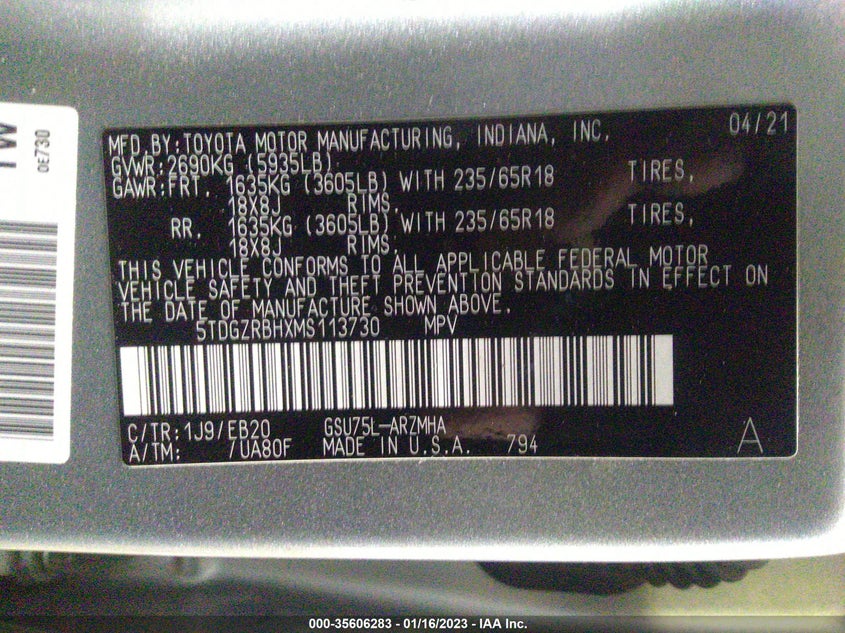 MFD. BY: TOYOTA MOTOR MANUFACTURING, INDIANA, INC. 04/21
GVWR: 2690KG (5935LB)
GAWR: FRT. 1635KG (3605LB) WITH 235/65R18 TIRES,
18X8J RIMS.
RR. 1635KG (3605LB) WITH 235/65R18 TIRES,
18X8J RIMS.
THIS VEHICLE CONFORMS TO ALL APPLICABLE FEDERAL MOTOR
VEHICLE SAFETY AND THEFT PREVENTION STANDARDS IN EFFECT ON
THE DATE OF MANUFACTURE SHOWN ABOVE.
5TDGZRBHXMS113730 MPV
C/TR: 1J9/EB20 GSU75L-ARZMHA
A/TM: /UA80F MADE IN U.S.A. 794 A
0E730
000-35606283 - 01/16/2023 - IAA Inc.